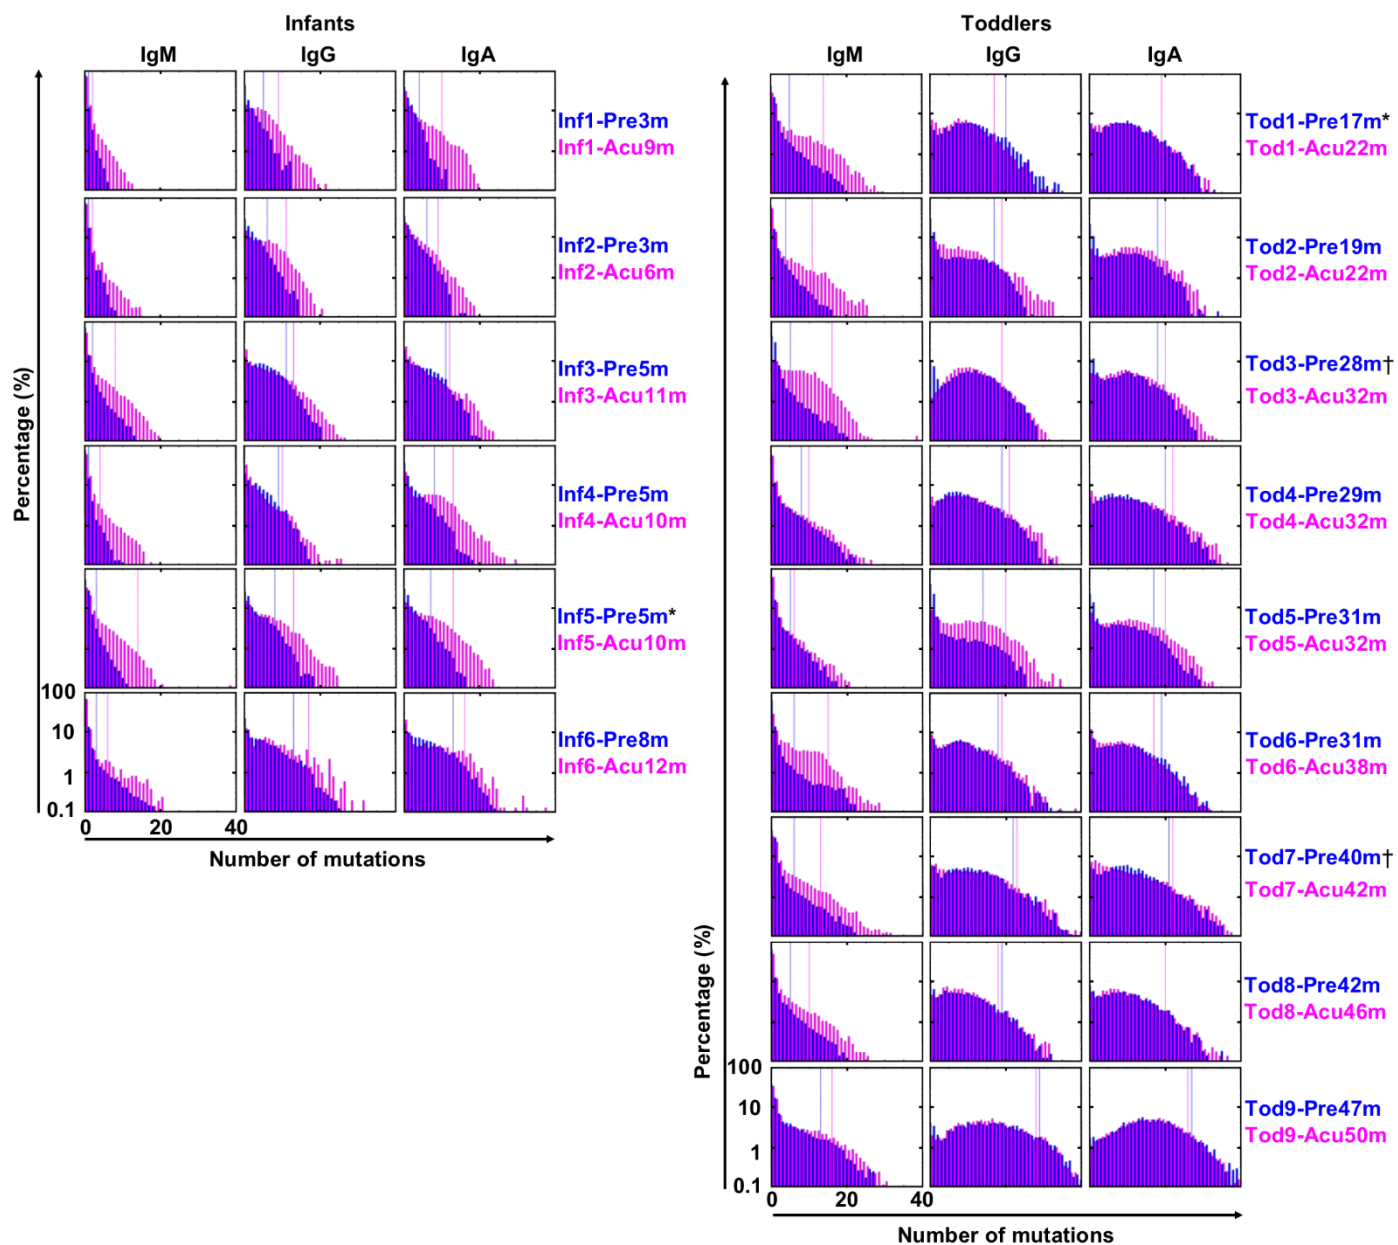 Infants
IgM IgG IgA
Inf1-Pre3m
Inf1-Acu9m
Inf2-Pre3m
Inf2-Acu6m
Inf3-Pre5m
Inf3-Acu11m
Inf4-Pre5m
Inf4-Acu10m
Inf5-Pre5m*
Inf5-Acu10m
Inf6-Pre8m
Inf6-Acu12m
Percentage (%)
100
10
1
0.1
0 20 40
Number of mutations
Toddlers
IgM IgG IgA
Tod1-Pre17m*
Tod1-Acu22m
Tod2-Pre19m
Tod2-Acu22m
Tod3-Pre28m†
Tod3-Acu32m
Tod4-Pre29m
Tod4-Acu32m
Tod5-Pre31m
Tod5-Acu32m
Tod6-Pre31m
Tod6-Acu38m
Tod7-Pre40m†
Tod7-Acu42m
Tod8-Pre42m
Tod8-Acu46m
Tod9-Pre47m
Tod9-Acu50m
Percentage (%)
100
10
1
0.1
0 20 40
Number of mutations